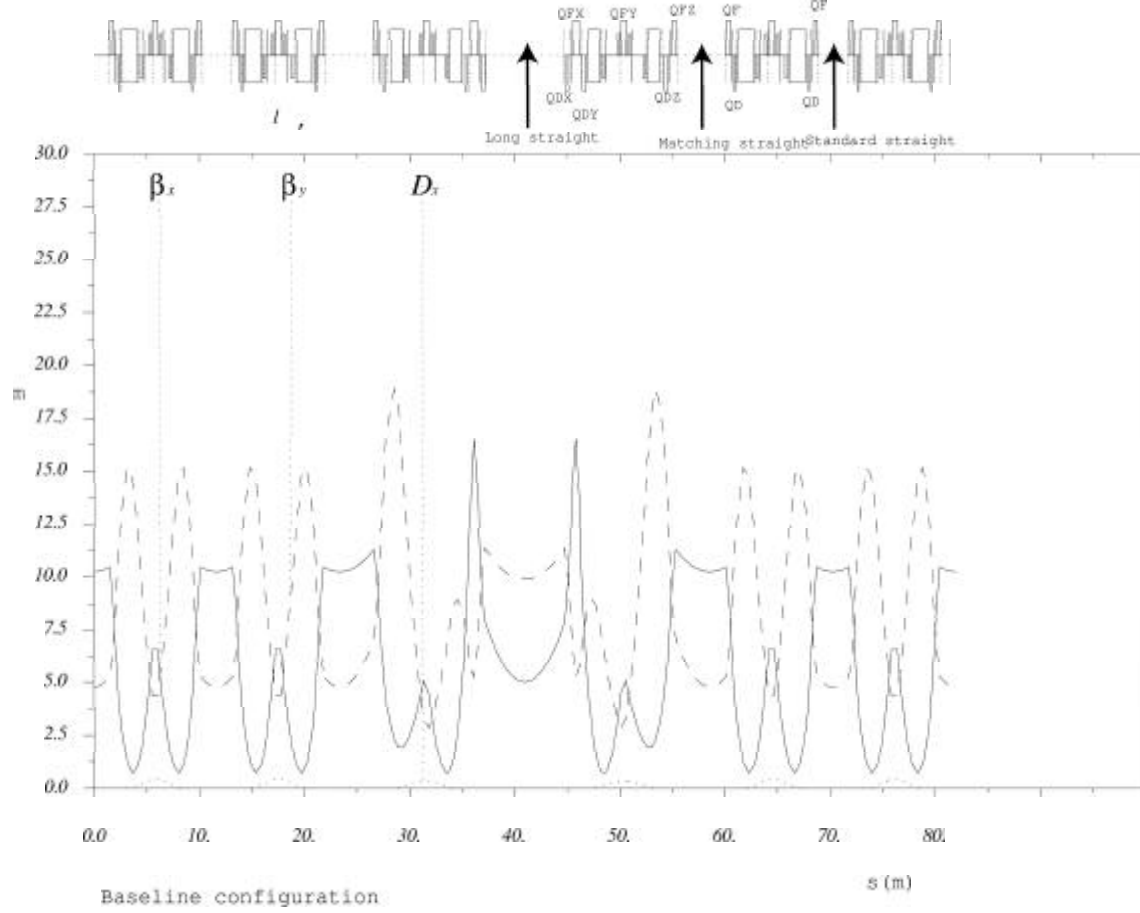 QFX QFY QFZ QF QF
QDX QDY QDZ QD QD
l ,
Long straight Matching straight Standard straight
30.0
βx βy Dx
27.5
25.0
22.5
20.0
m
17.5
15.0
12.5
10.0
7.5
5.0
2.5
0.0
0.0 10. 20. 30. 40. 50. 60. 70. 80.
s (m)
Baseline configuration